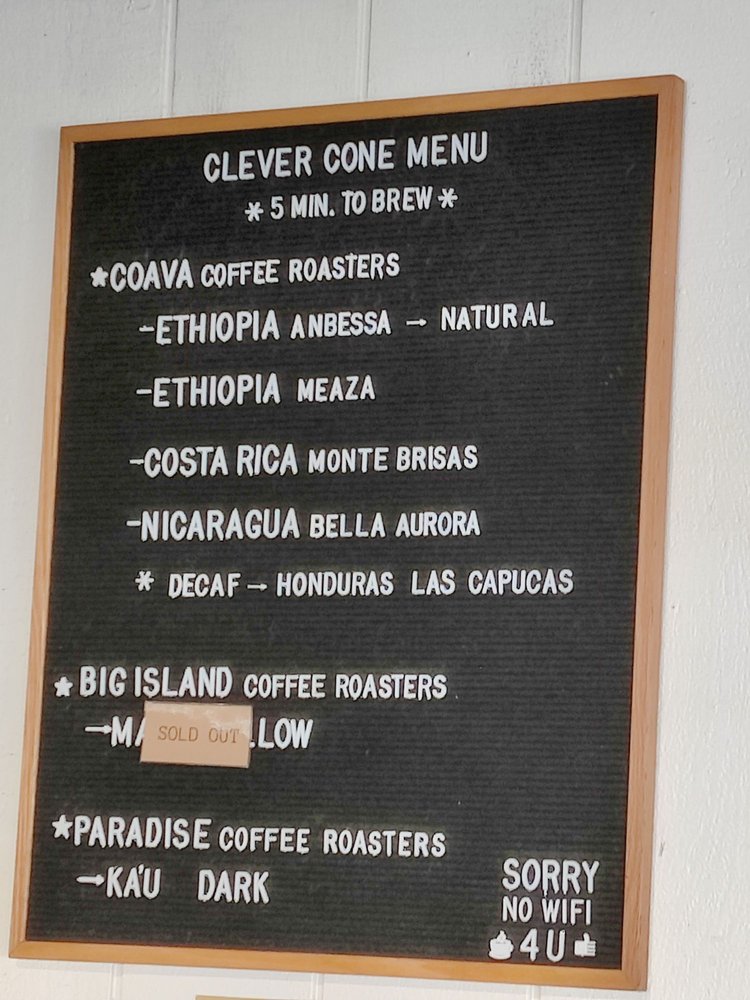 CLEVER CONE MENU
* 5 MIN. TO BREW *
★COAVA COFFEE ROASTERS
-ETHIOPIA ANBESSA → NATURAL
-ETHIOPIA MEAZA
-COSTA RICA MONTE BRISAS
-NICARAGUA BELLA AURORA
* DECAF → HONDURAS LAS CAPUCAS
★BIG ISLAND COFFEE ROASTERS
SOLD OUT
★PARADISE COFFEE ROASTERS
→KA'U DARK
SORRY
NO WIFI
4 U